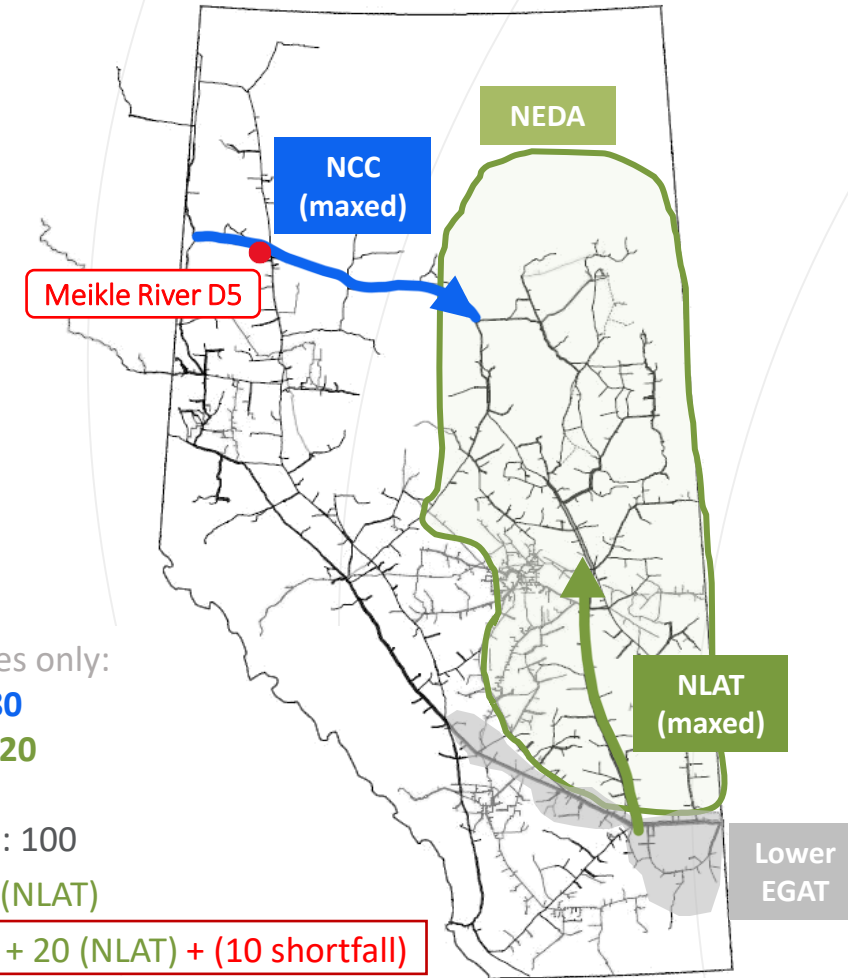 NEDA
NCC
(maxed)
Meikle River D5
es only:
30
20
NLAT
(maxed)
: 100
Lower
EGAT
(NLAT)
+ 20 (NLAT) + (10 shortfall)